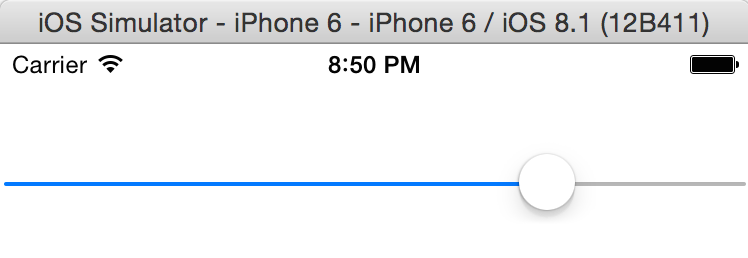 iOS Simulator - iPhone 6 - iPhone 6 / iOS 8.1 (12B411)
Carrier 8:50 PM